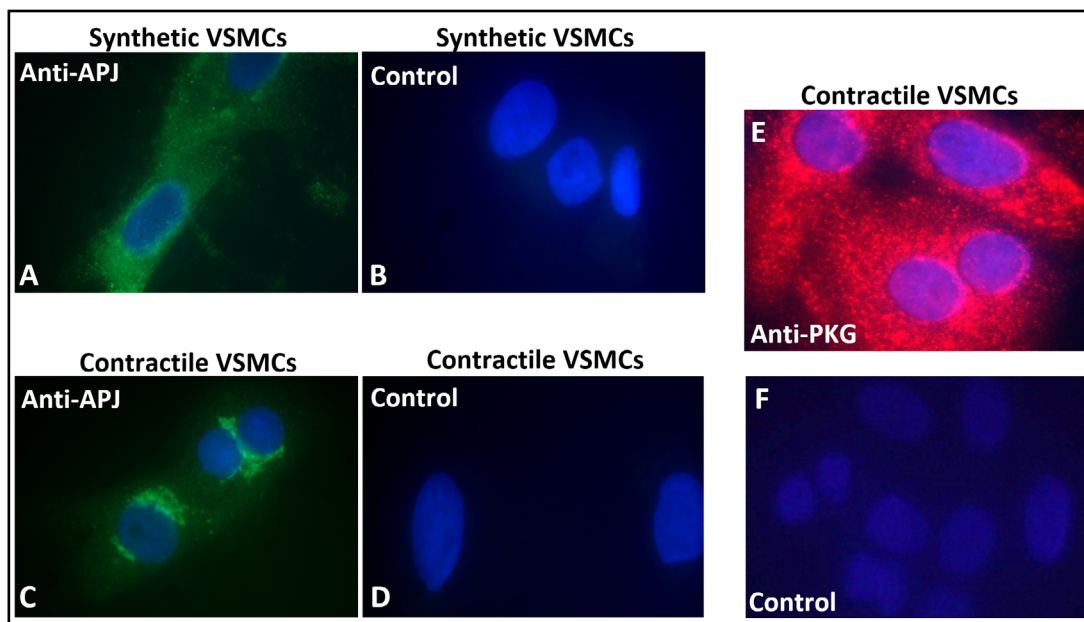 Synthetic VSMCs
Anti-APJ
A
Synthetic VSMCs
Control
B
Contractile VSMCs
E
Anti-PKG
Contractile VSMCs
Anti-APJ
C
Contractile VSMCs
Control
D
F
Control